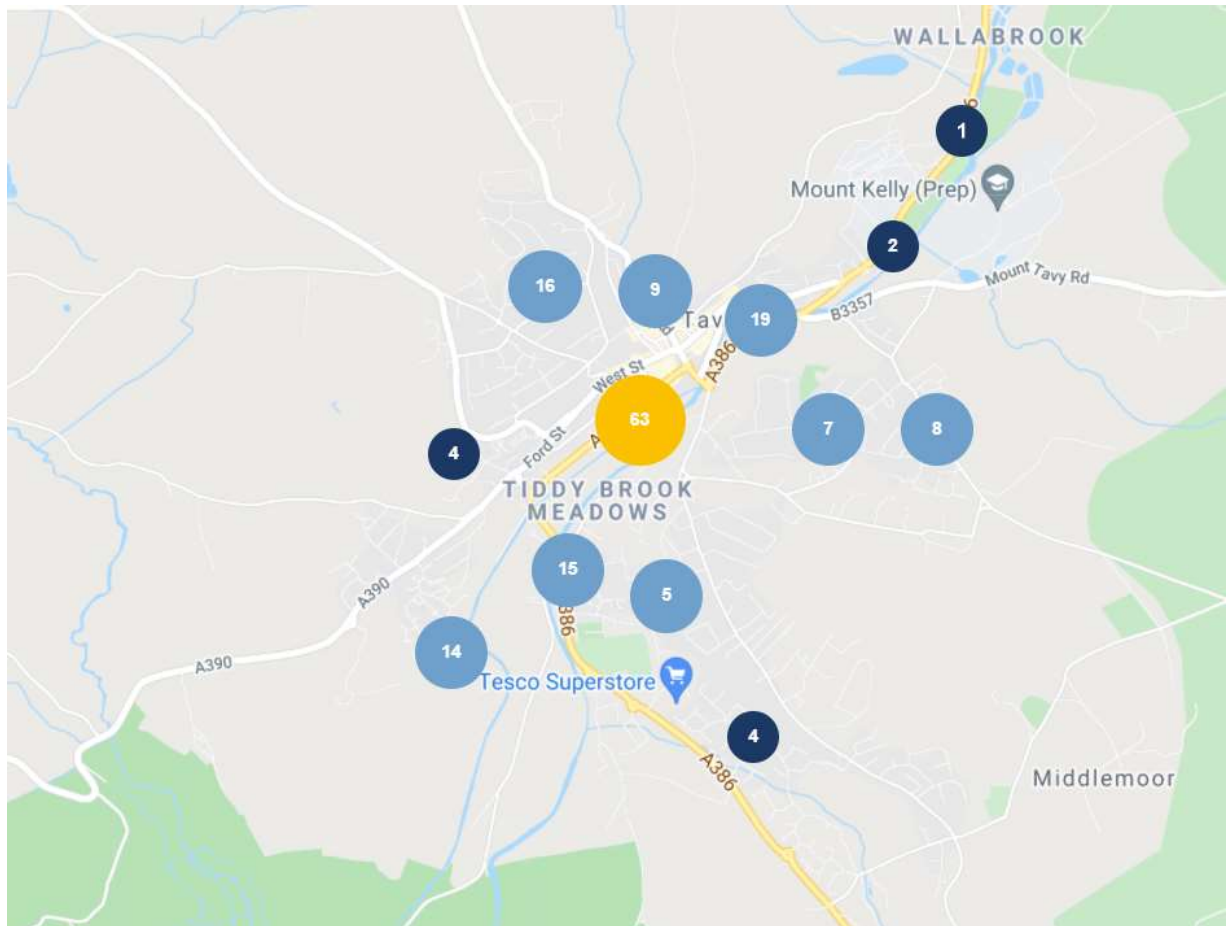 WALLABROOK
6
1
Mount Kelly (Prep)
2
Mount Tavy Rd
16
9
B3357
Tav
19
A386
West St
63
7
8
4
Ford St
A
TIDDY BROOK
MEADOWS
15
5
A390
386
14
A390
Tesco Superstore
4
A386
Middlemoor